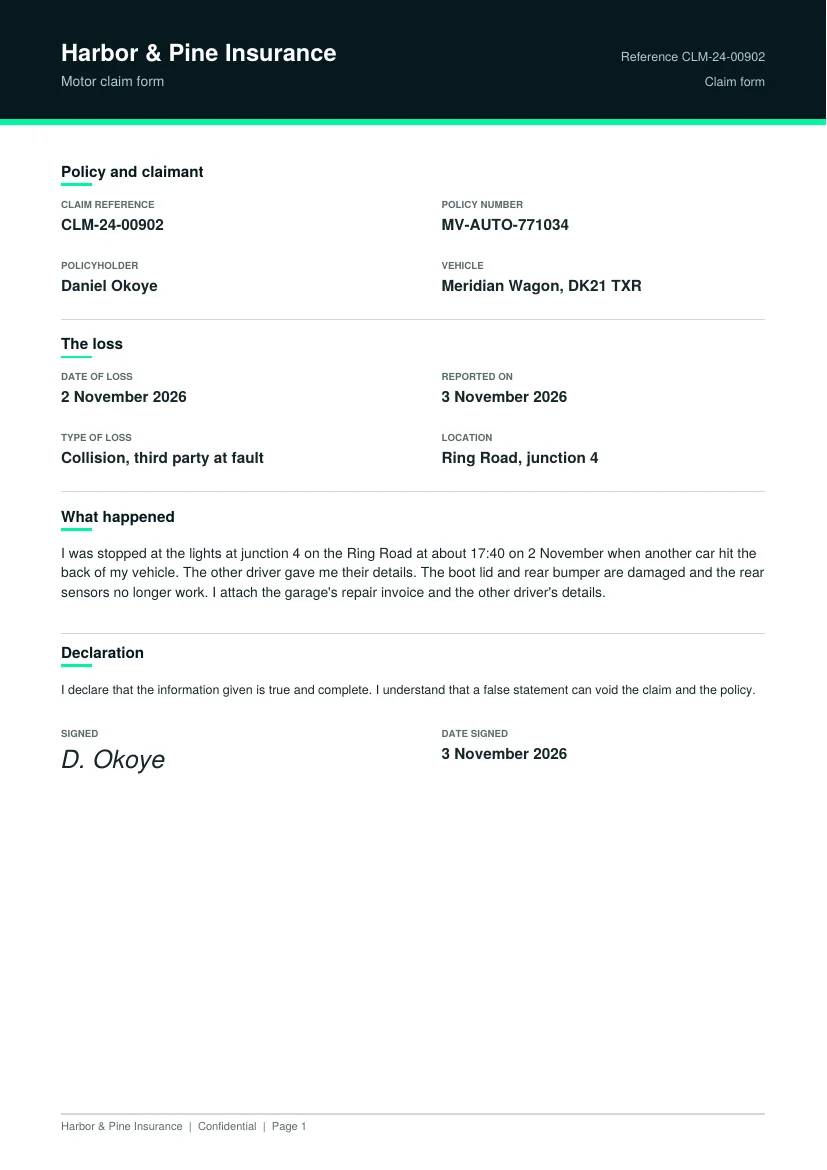 Harbor & Pine Insurance
Reference CLM-24-00902
Motor claim form
Claim form
Policy and claimant
CLAIM REFERENCE
POLICY NUMBER
CLM-24-00902
MV-AUTO-771034
POLICYHOLDER
VEHICLE
Daniel Okoye
Meridian Wagon, DK21 TXR
The loss
DATE OF LOSS
REPORTED ON
2 November 2026
3 November 2026
TYPE OF LOSS
LOCATION
Collision, third party at fault
Ring Road, junction 4
What happened
I was stopped at the lights at junction 4 on the Ring Road at about 17:40 on 2 November when another car hit the
back of my vehicle. The other driver gave me their details. The boot lid and rear bumper are damaged and the rear
sensors no longer work. I attach the garage's repair invoice and the other driver's details.
Declaration
I declare that the information given is true and complete. I understand that a false statement can void the claim and the policy.
SIGNED
DATE SIGNED
D. Okoye
3 November 2026
Harbor & Pine Insurance | Confidential | Page 1